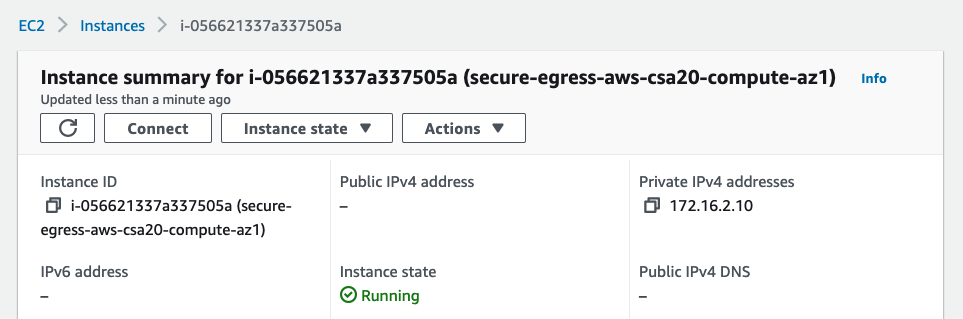 EC2 > Instances > i-056621337a337505a
Instance summary for i-056621337a337505a (secure-egress-aws-csa20-compute-az1) Info
Updated less than a minute ago
Connect Instance state Actions
Instance ID
i-056621337a337505a (secure-
egress-aws-csa20-compute-az1)
Public IPv4 address
–
Private IPv4 addresses
172.16.2.10
IPv6 address
–
Instance state
Running
Public IPv4 DNS
–